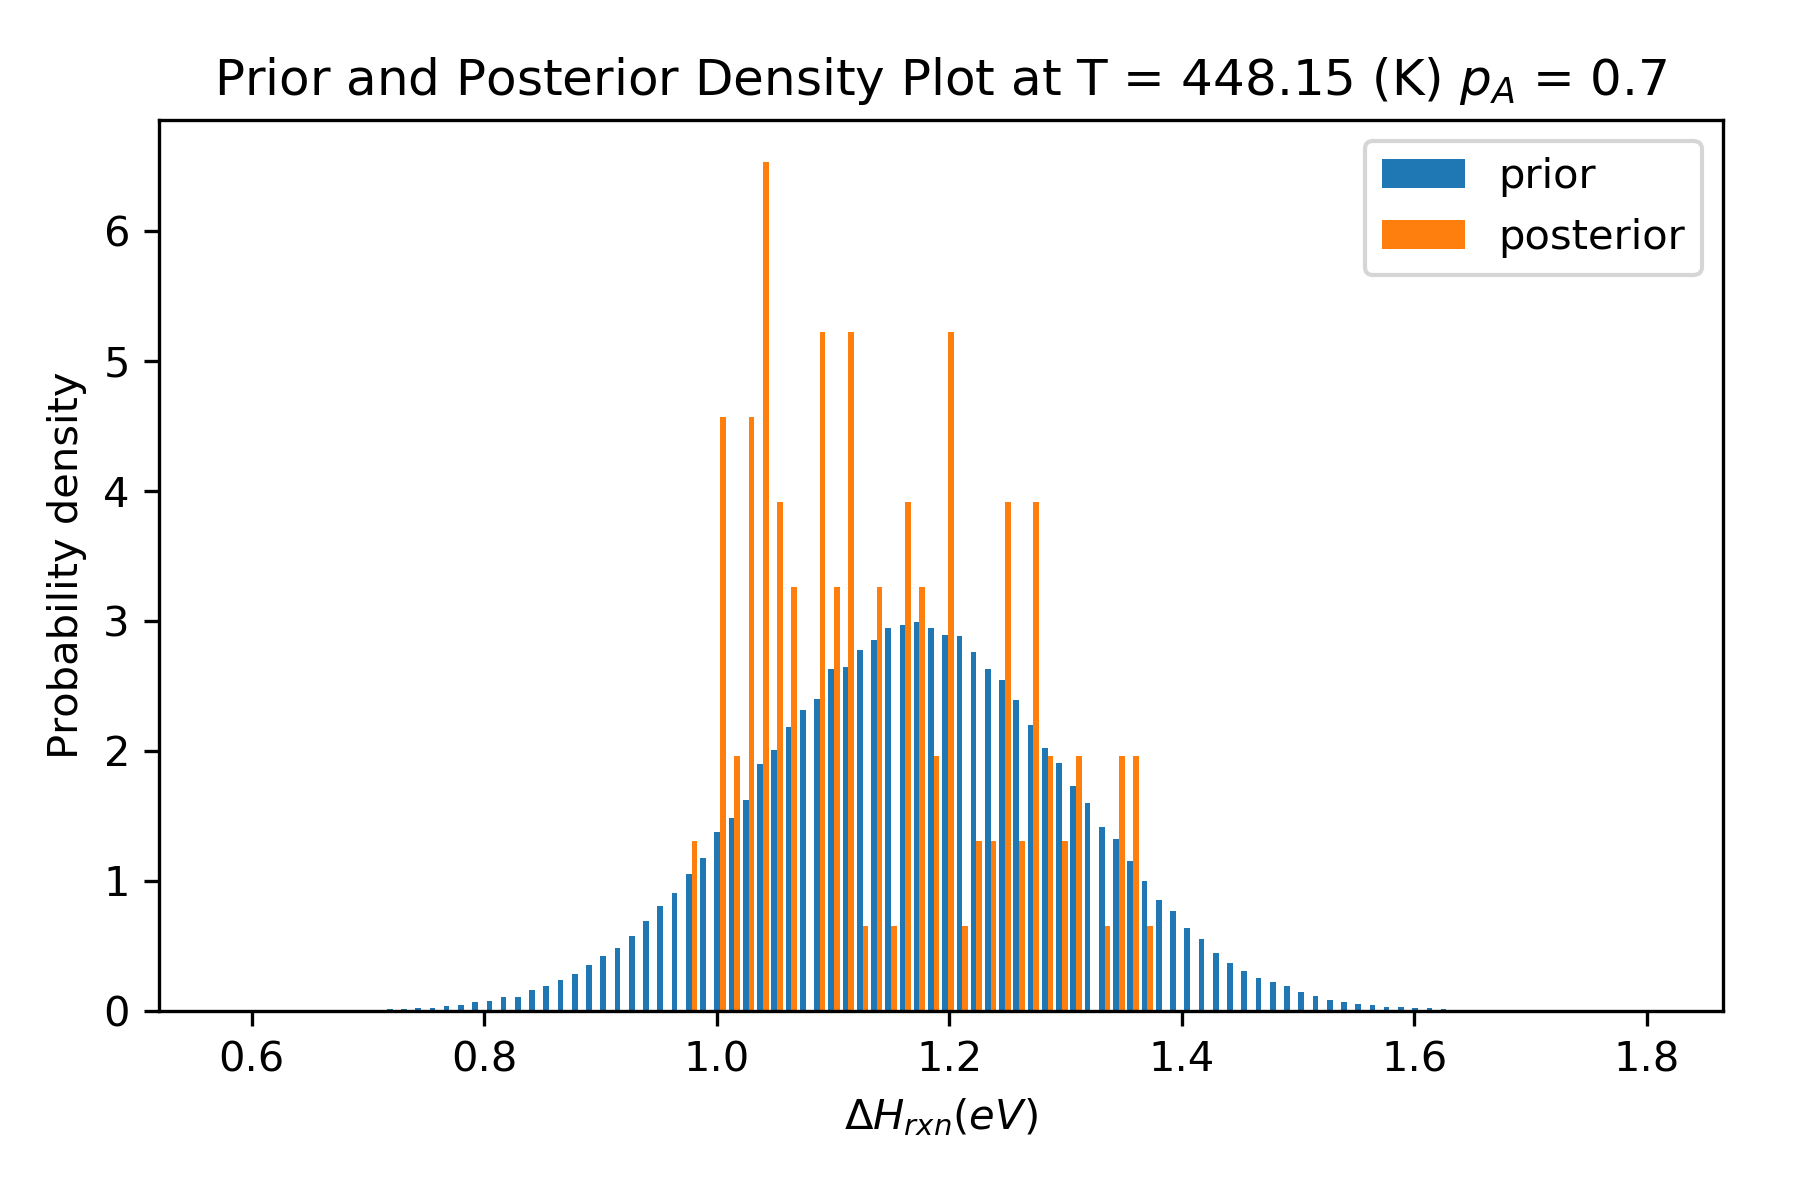 Prior and Posterior Density Plot at T = 448.15 (K) p_A = 0.7
prior
posterior
Probability density
6
5
4
3
2
1
0
0.6 0.8 1.0 1.2 1.4 1.6 1.8
ΔH_rxn(eV)